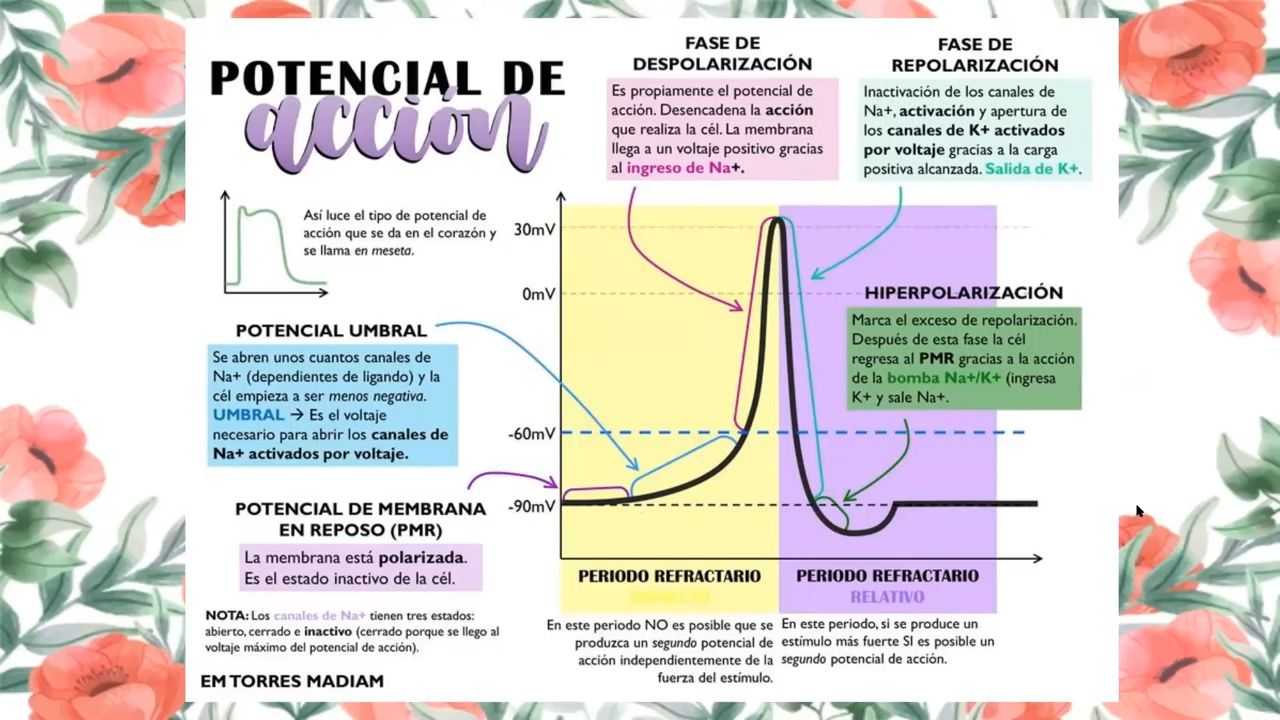 POTENCIAL DE
acción
Así luce el tipo de potencial de
acción que se da en el corazón y
se llama en meseta.
POTENCIAL UMBRAL
Se abren unos cuantos canales de
Na+ (dependientes de ligando) y la
cél empieza a ser menos negativa.
UMBRAL → Es el voltaje
necesario para abrir los canales de
Na+ activados por voltaje.
POTENCIAL DE MEMBRANA
EN REPOSO (PMR)
La membrana está polarizada.
Es el estado inactivo de la cél.
NOTA: Los canales de Na+ tienen tres estados:
abierto, cerrado e inactivo (cerrado porque se llego al
voltaje máximo del potencial de acción).
EM TORRES MADIAM
FASE DE
DESPOLARIZACIÓN
Es propiamente el potencial de
acción. Desencadena la acción
que realiza la cél. La membrana
llega a un voltaje positivo gracias
al ingreso de Na+.
FASE DE
REPOLARIZACIÓN
Inactivación de los canales de
Na+, activación y apertura de
los canales de K+ activados
por voltaje gracias a la carga
positiva alcanzada. Salida de K+.
30mV
0mV
-60mV
-90mV
HIPERPOLARIZACIÓN
Marca el exceso de repolarización.
Después de esta fase la cél
regresa al PMR gracias a la acción
de la bomba Na+/K+ (ingresa
K+ y sale Na+.
PERIODO REFRACTARIO
En este periodo NO es posible que se
produzca un segundo potencial de
acción independientemente de la
fuerza del estímulo.
PERIODO REFRACTARIO
RELATIVO
En este periodo, si se produce un
estímulo más fuerte SI es posible un
segundo potencial de acción.